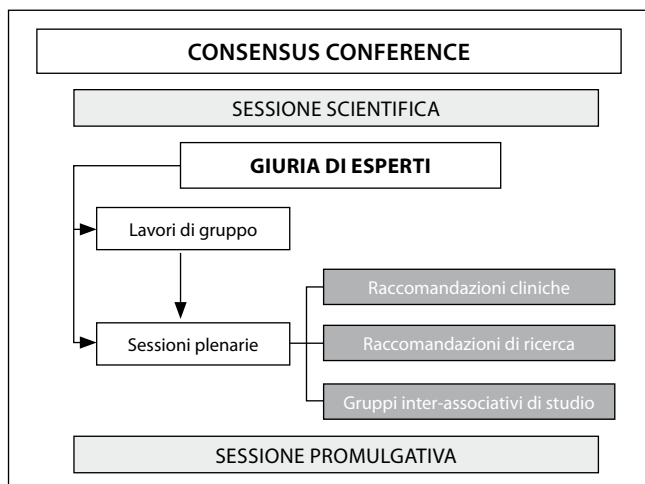 CONSENSUS CONFERENCE
SESSIONE SCIENTIFICA
GIURIA DI ESPERTI
Lavori di gruppo
Raccomandazioni cliniche
Sessioni plenarie
Raccomandazioni di ricerca
Gruppi inter-associativi di studio
SESSIONE PROMULGATIVA